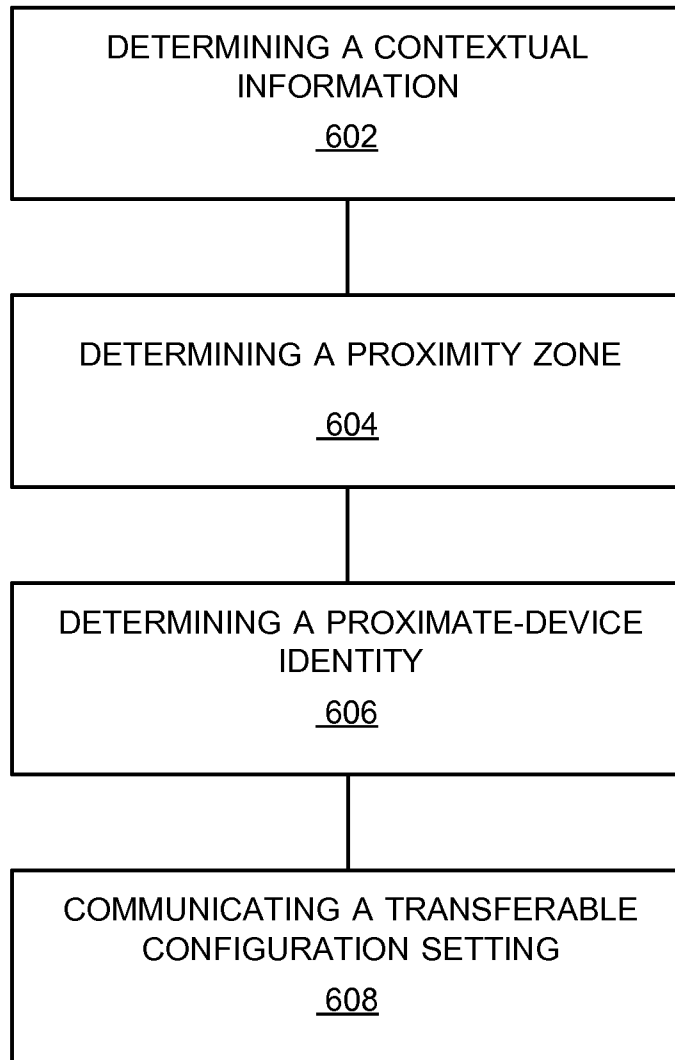 DETERMINING A CONTEXTUAL
INFORMATION
602
DETERMINING A PROXIMITY ZONE
604
DETERMINING A PROXIMATE-DEVICE
IDENTITY
606
COMMUNICATING A TRANSFERABLE
CONFIGURATION SETTING
608